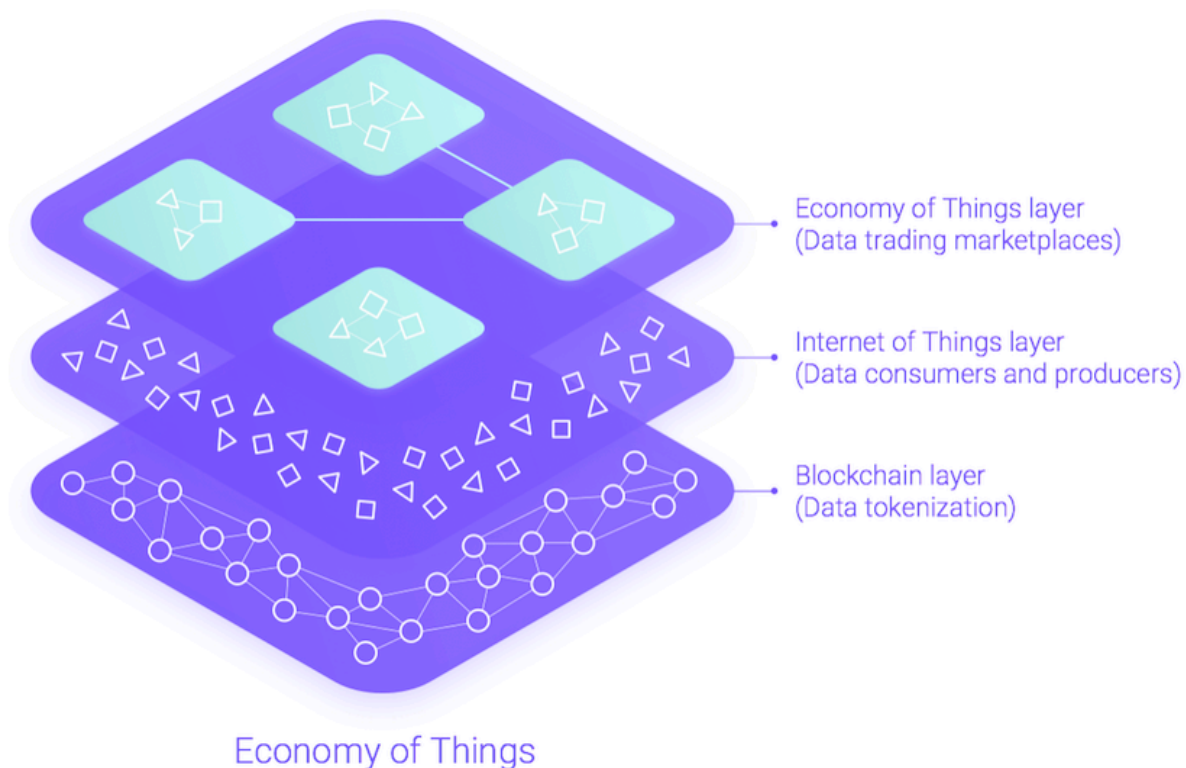 Economy of Things layer
(Data trading marketplaces)
Internet of Things layer
(Data consumers and producers)
Blockchain layer
(Data tokenization)
Economy of Things